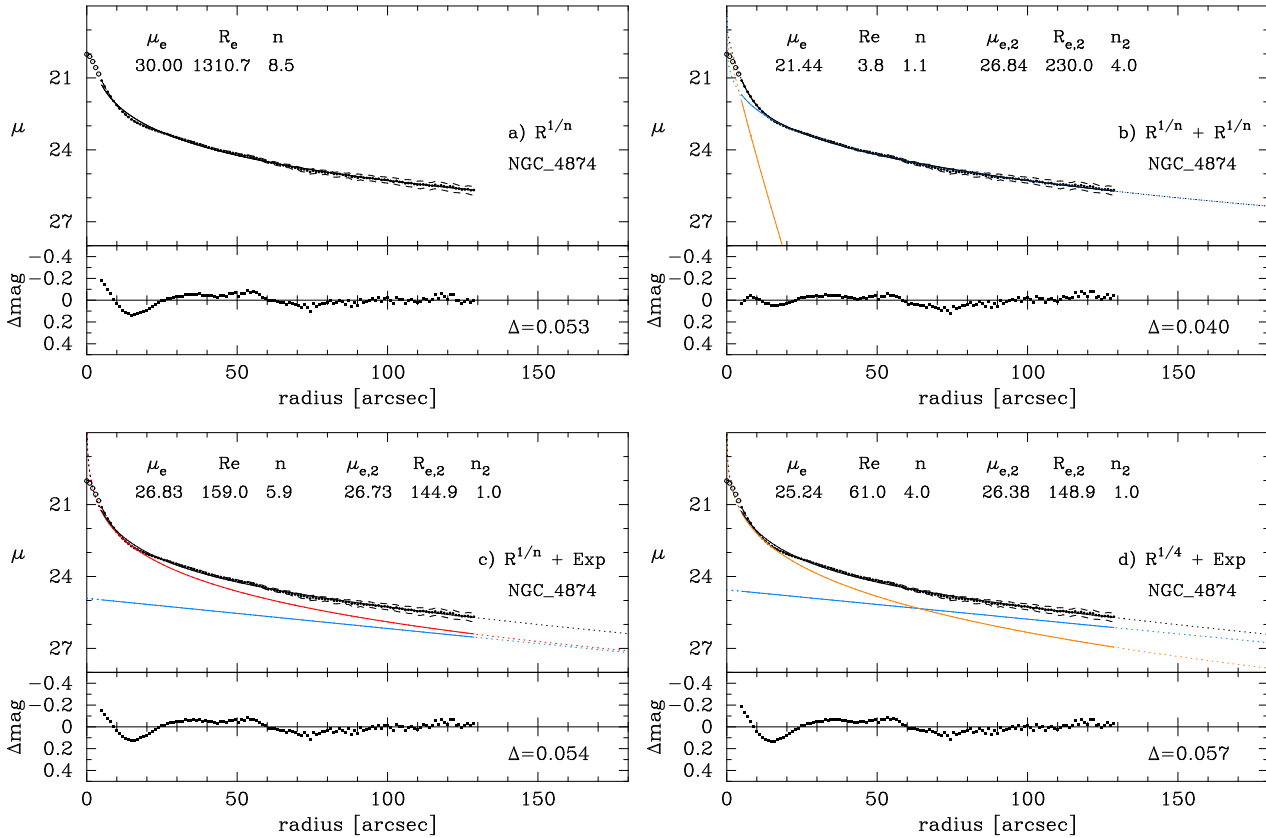 μe Re n
30.00 1310.7 8.5
21
μ
24
27
a) R^1/n
NGC_4874
-0.4
-0.2
0
0.2
0.4
Δmag
Δ=0.053
0 50 100 150
radius [arcsec]
μe Re n μe,2 Re,2 n2
21.44 3.8 1.1 26.84 230.0 4.0
21
μ
24
27
b) R^1/n + R^1/n
NGC_4874
-0.4
-0.2
0
0.2
0.4
Δmag
Δ=0.040
0 50 100 150
radius [arcsec]
μe Re n μe,2 Re,2 n2
26.83 159.0 5.9 26.73 144.9 1.0
21
μ
24
27
c) R^1/n + Exp
NGC_4874
-0.4
-0.2
0
0.2
0.4
Δmag
Δ=0.054
0 50 100 150
radius [arcsec]
μe Re n μe,2 Re,2 n2
25.24 61.0 4.0 26.38 148.9 1.0
21
μ
24
27
d) R^1/4 + Exp
NGC_4874
-0.4
-0.2
0
0.2
0.4
Δmag
Δ=0.057
0 50 100 150
radius [arcsec]